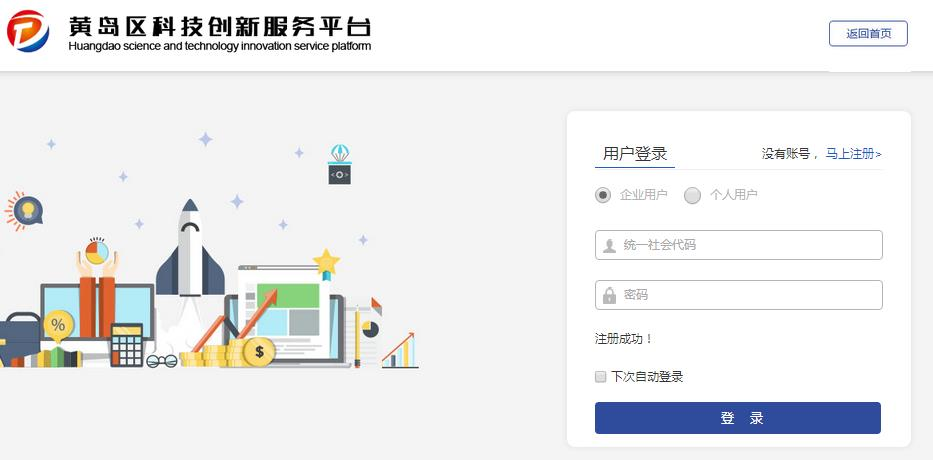 黄岛区科技创新服务平台
Huangdao science and technology innovation service platform
返回首页
用户登录
没有账号， 马上注册>
企业用户 个人用户
统一社会代码
密码
注册成功！
下次自动登录
登 录
%
<o>
$